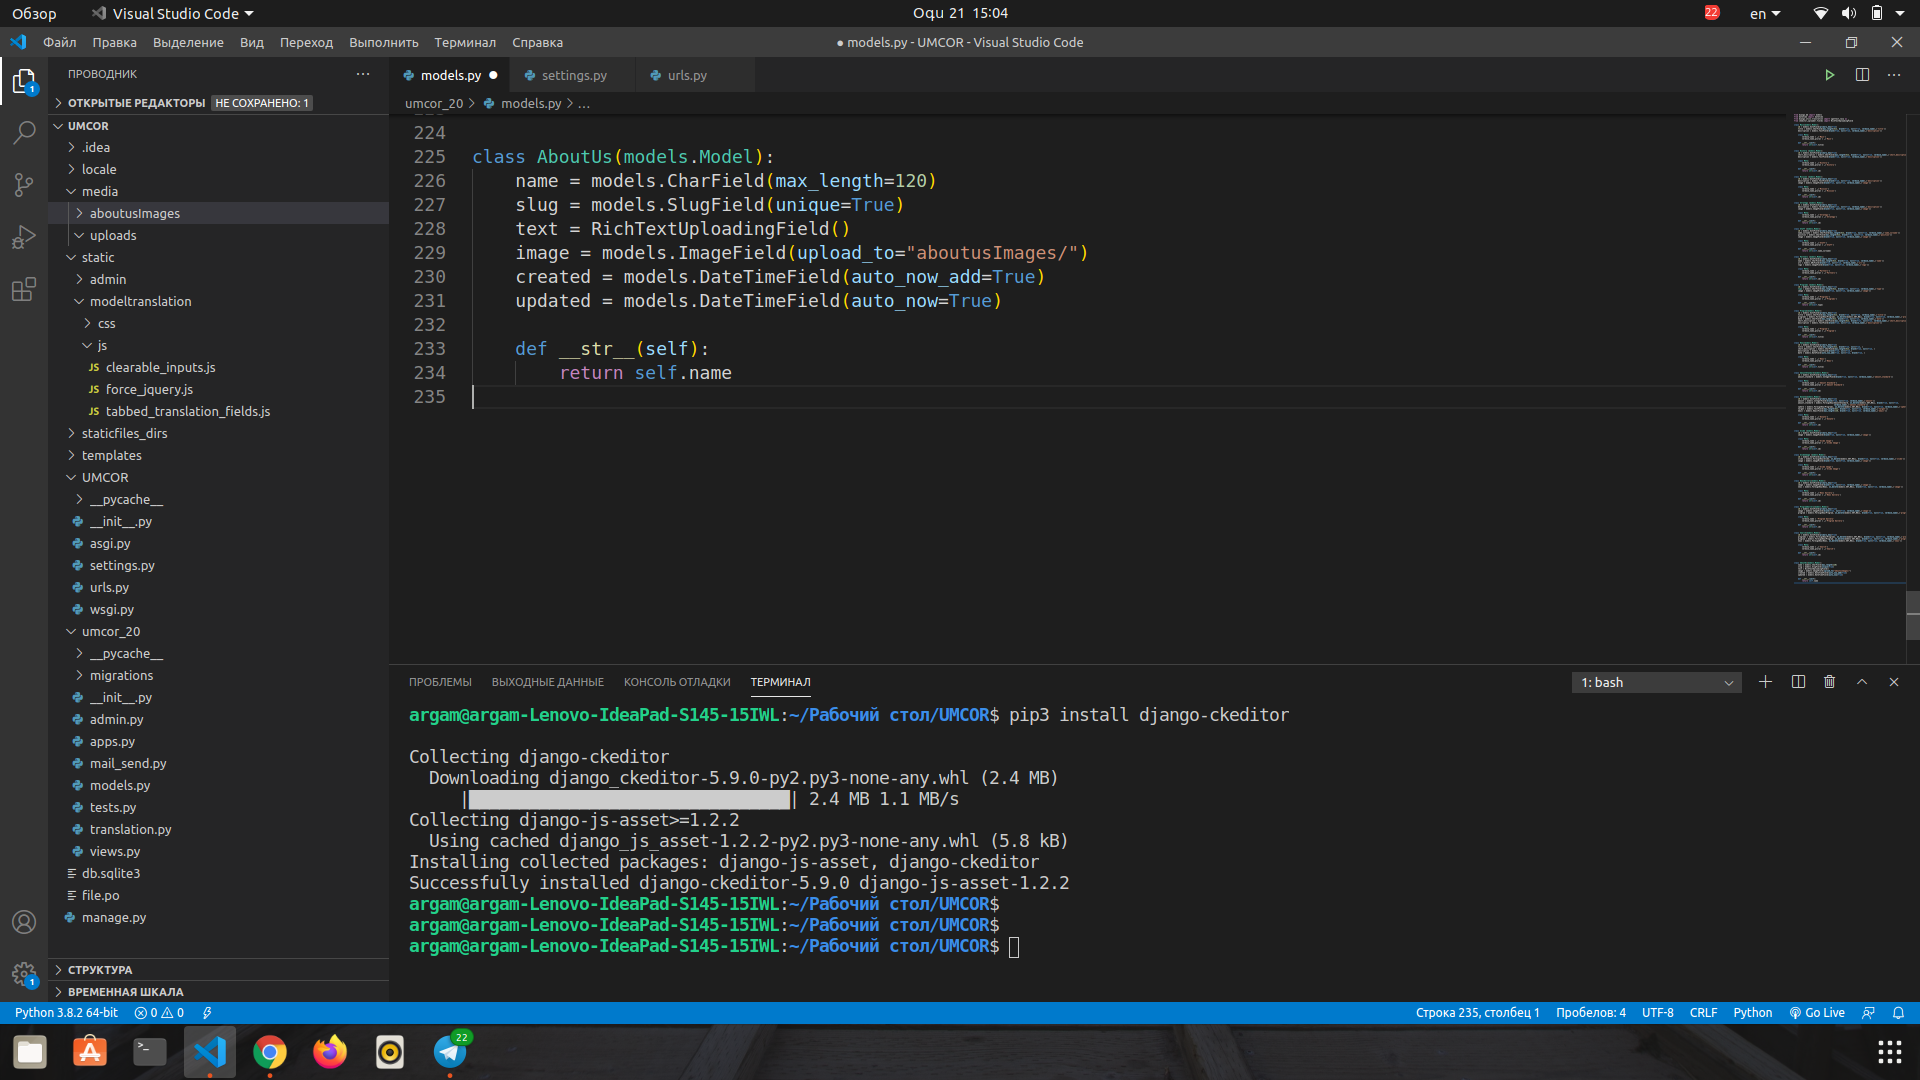 Обзор
Visual Studio Code
Oqu 21 15:04
22
en
Файл Правка Выделение Вид Переход Выполнить Терминал Справка
● models.py - UMCOR - Visual Studio Code
ПРОВОДНИК
models.py
settings.py
urls.py
ОТКРЫТЫЕ РЕДАКТОРЫ НЕ СОХРАНЕНО: 1
umcor_20 > models.py > ...
UMCOR
.idea
locale
media
aboutusImages
uploads
static
admin
modeltranslation
css
js
JS clearable_inputs.js
JS force_jquery.js
JS tabbed_translation_fields.js
staticfiles_dirs
templates
UMCOR
__pycache__
__init__.py
asgi.py
settings.py
urls.py
wsgi.py
umcor_20
__pycache__
migrations
__init__.py
admin.py
apps.py
mail_send.py
models.py
tests.py
translation.py
views.py
db.sqlite3
file.po
manage.py
СТРУКТУРА
ВРЕМЕННАЯ ШКАЛА
1
1
224
225 class AboutUs(models.Model):
226 name = models.CharField(max_length=120)
227 slug = models.SlugField(unique=True)
228 text = RichTextUploadingField()
229 image = models.ImageField(upload_to="aboutusImages/")
230 created = models.DateTimeField(auto_now_add=True)
231 updated = models.DateTimeField(auto_now=True)
232
233 def __str__(self):
234 return self.name
235
ПРОБЛЕМЫ ВЫХОДНЫЕ ДАННЫЕ КОНСОЛЬ ОТЛАДКИ ТЕРМИНАЛ
1: bash
argam@argam-Lenovo-IdeaPad-S145-15IWL:~/Рабочий стол/UMCOR$ pip3 install django-ckeditor
Collecting django-ckeditor
Downloading django_ckeditor-5.9.0-py2.py3-none-any.whl (2.4 MB)
|████████████████████████████████| 2.4 MB 1.1 MB/s
Collecting django-js-asset>=1.2.2
Using cached django_js_asset-1.2.2-py2.py3-none-any.whl (5.8 kB)
Installing collected packages: django-js-asset, django-ckeditor
Successfully installed django-ckeditor-5.9.0 django-js-asset-1.2.2
argam@argam-Lenovo-IdeaPad-S145-15IWL:~/Рабочий стол/UMCOR$
argam@argam-Lenovo-IdeaPad-S145-15IWL:~/Рабочий стол/UMCOR$
argam@argam-Lenovo-IdeaPad-S145-15IWL:~/Рабочий стол/UMCOR$
Python 3.8.2 64-bit 0 0
Строка 235, столбец 1 Пробелов: 4 UTF-8 CRLF Python Go Live
22